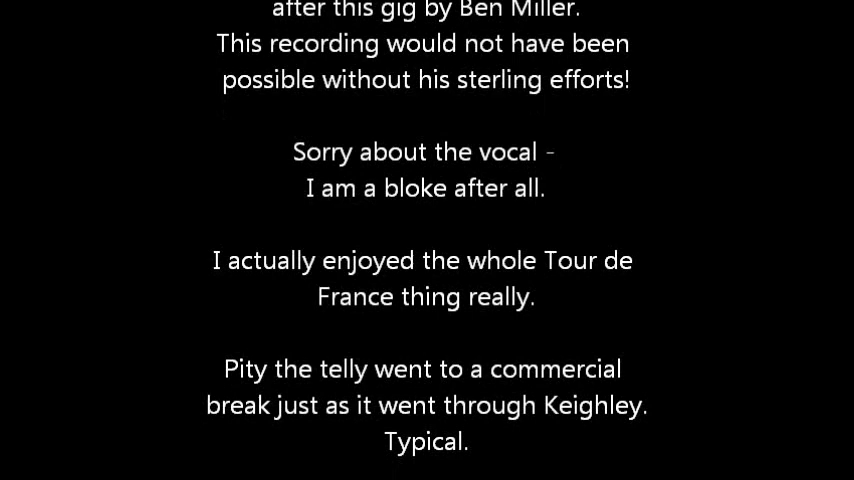 after this gig by Ben Miller.
This recording would not have been
possible without his sterling efforts!
Sorry about the vocal -
I am a bloke after all.
I actually enjoyed the whole Tour de
France thing really.
Pity the telly went to a commercial
break just as it went through Keighley.
Typical.